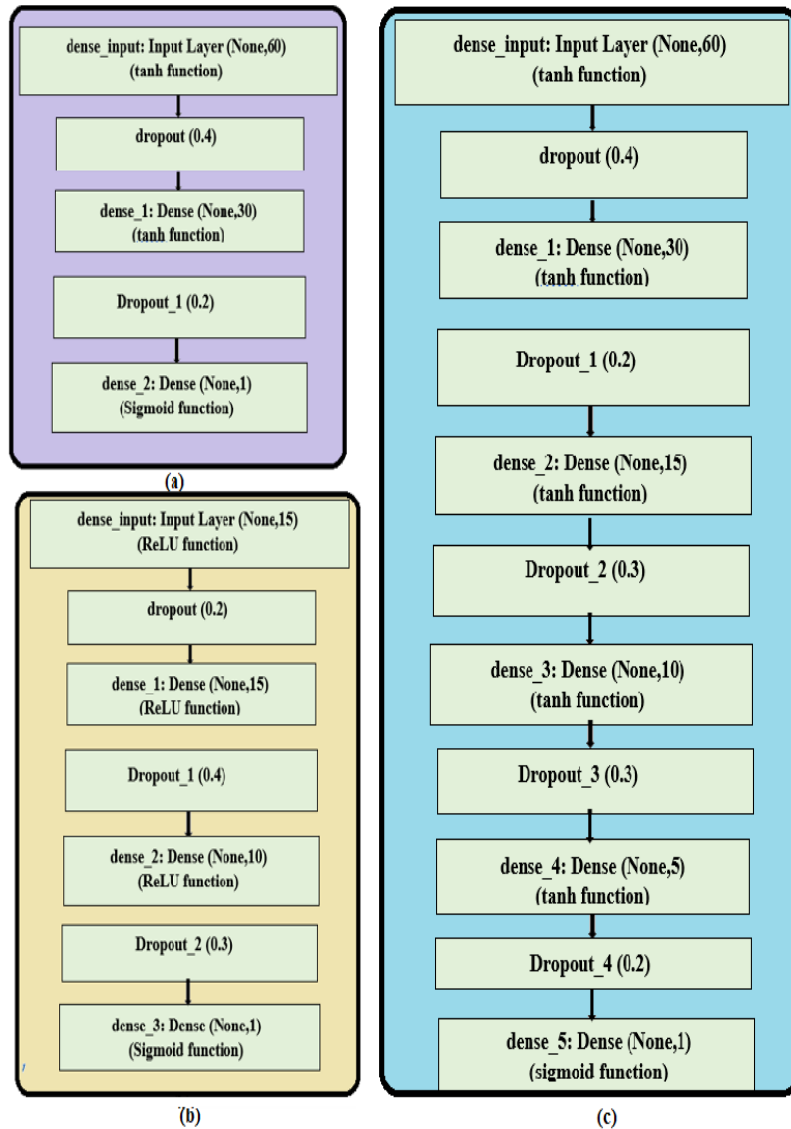 dense_input: Input Layer (None,60)
(tanh function)
dropout (0.4)
dense_1: Dense (None,30)
(tanh function)
Dropout_1 (0.2)
dense_2: Dense (None,1)
(Sigmoid function)
(a)
dense_input: Input Layer (None,15)
(ReLU function)
dropout (0.2)
dense_1: Dense (None,15)
(ReLU function)
Dropout_1 (0.4)
dense_2: Dense (None,10)
(ReLU function)
Dropout_2 (0.3)
dense_3: Dense (None,1)
(Sigmoid function)
(b)
dense_input: Input Layer (None,60)
(tanh function)
dropout (0.4)
dense_1: Dense (None,30)
(tanh function)
Dropout_1 (0.2)
dense_2: Dense (None,15)
(tanh function)
Dropout_2 (0.3)
dense_3: Dense (None,10)
(tanh function)
Dropout_3 (0.3)
dense_4: Dense (None,5)
(tanh function)
Dropout_4 (0.2)
dense_5: Dense (None,1)
(sigmoid function)
(c)